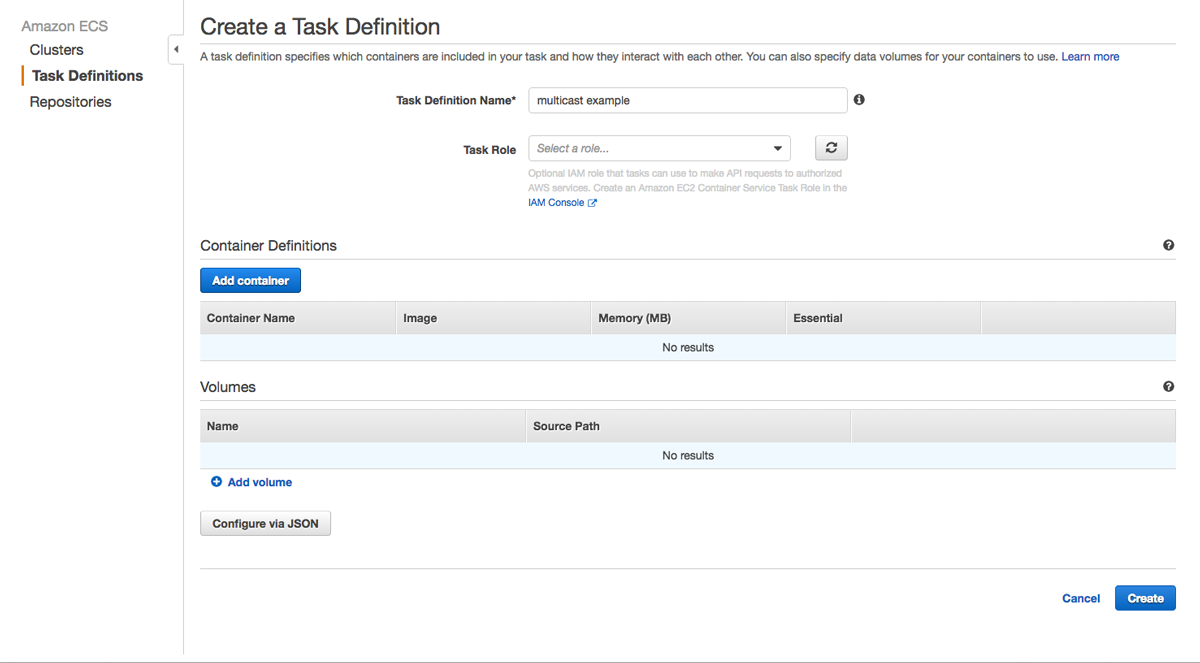 Amazon ECS
Clusters
Task Definitions
Repositories
Create a Task Definition
A task definition specifies which containers are included in your task and how they interact with each other. You can also specify data volumes for your containers to use. Learn more
Task Definition Name* multicast example
Task Role Select a role...
Optional IAM role that tasks can use to make API requests to authorized
AWS services. Create an Amazon EC2 Container Service Task Role in the
IAM Console
Container Definitions
Add container
Container Name Image Memory (MB) Essential
No results
Volumes
Name Source Path
No results
Add volume
Configure via JSON
Cancel Create